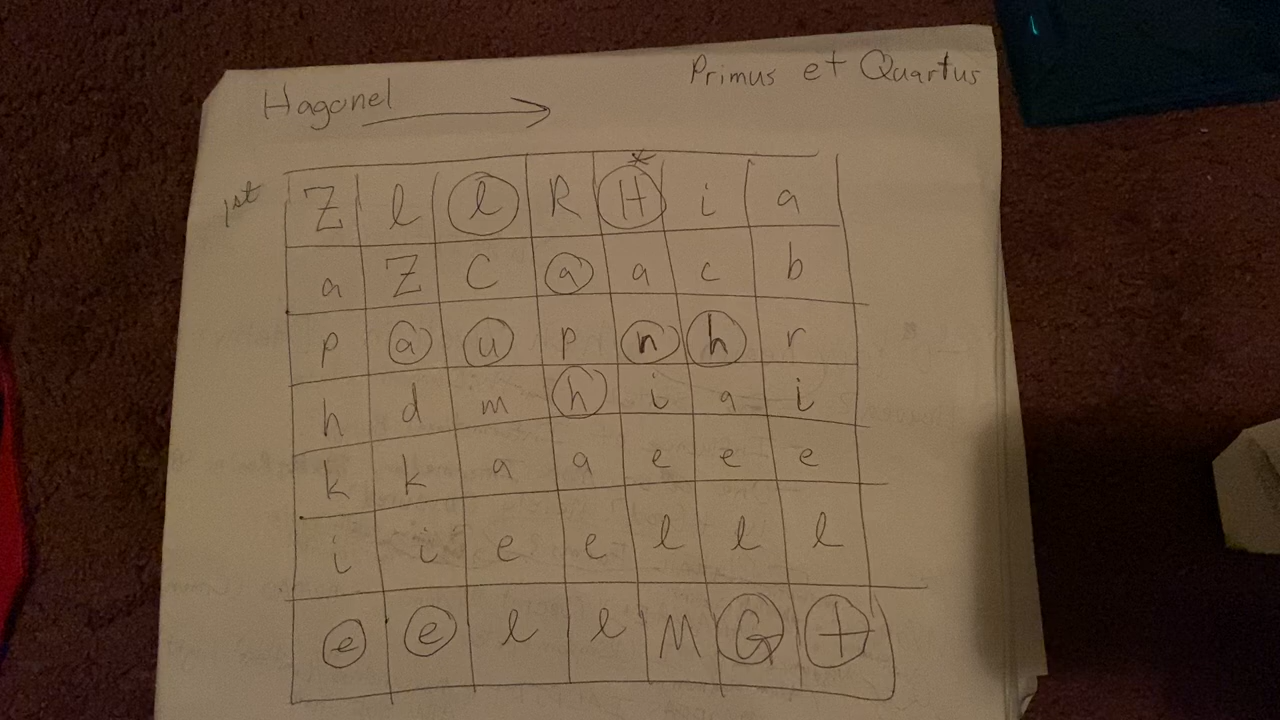 Primus et Quartus
Hagonel
1st
Z l l R H i a
a Z C a a c b
p a u p n h r
h d m h i a i
k k a a e e e
i i e e l l l
e e l l M G +